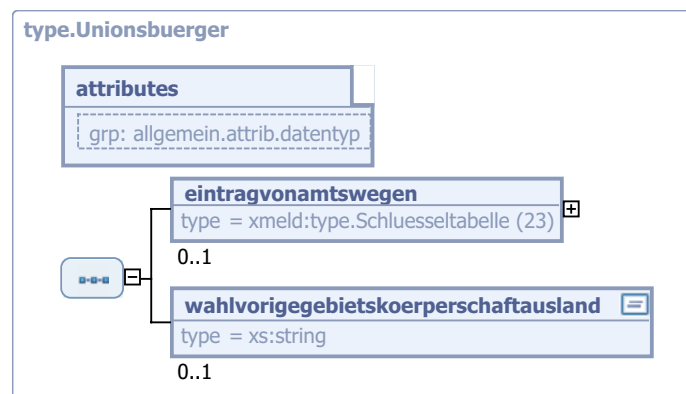 type.Unionsbuerger
attributes
grp: allgemein.attrib.datentyp
eintragvonamtswegen
type = xmeld:type.Schluesseltabelle (23)
0..1
wahlvorigegebietskoerperschaftausland
type = xs:string
0..1